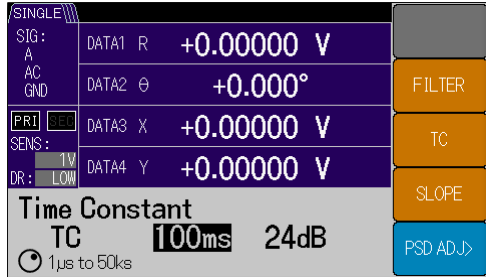 SINGLE
SIG:
A
AC
GND
PRI SEC
SENS:
1V
DR: LOW
DATA1 R +0.00000 V
DATA2 θ +0.000°
DATA3 X +0.00000 V
DATA4 Y +0.00000 V
Time Constant
TC 100ms 24dB
1µs to 50ks
FILTER
TC
SLOPE
PSD ADJ>